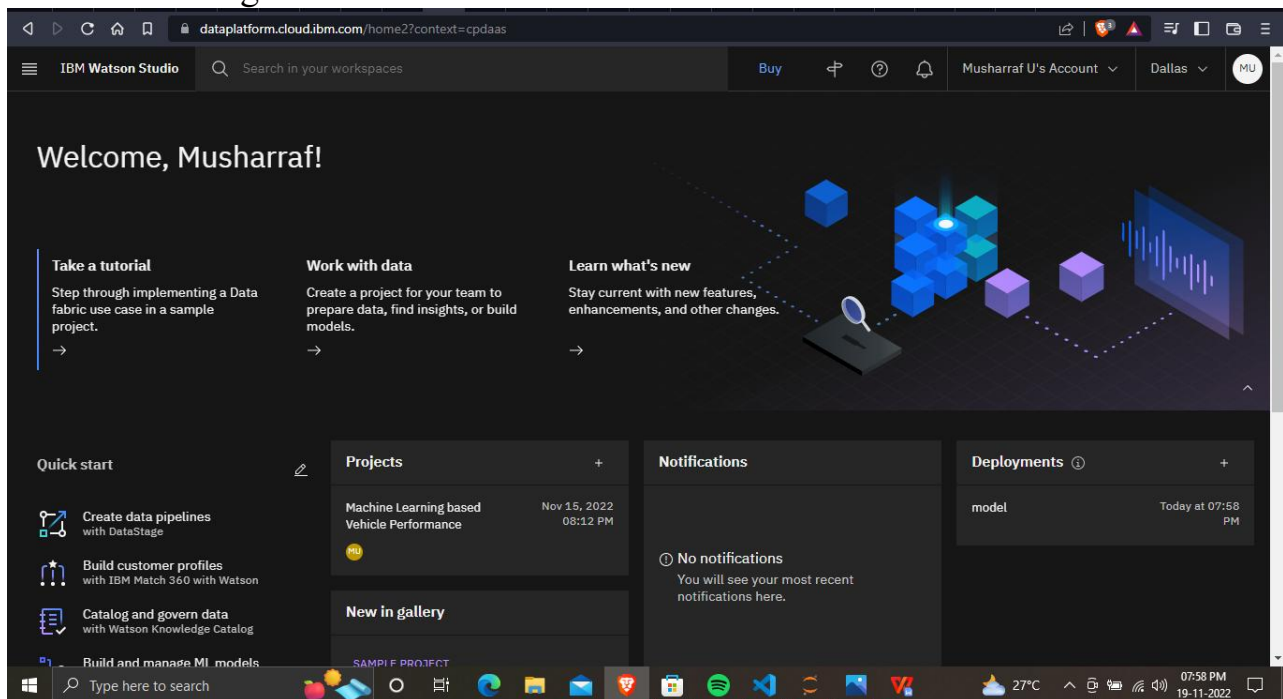 dataplatform.cloud.ibm.com/home2?context=cpdaas
3
IBM Watson Studio
Search in your workspaces
Buy
Musharraf U's Account
Dallas
MU
Welcome, Musharraf!
Take a tutorial
Step through implementing a Data
fabric use case in a sample
project.
→
Work with data
Create a project for your team to
prepare data, find insights, or build
models.
→
Learn what's new
Stay current with new features,
enhancements, and other changes.
→
Quick start
Create data pipelines
with DataStage
Build customer profiles
with IBM Match 360 with Watson
Catalog and govern data
with Watson Knowledge Catalog
Build and manage ML models
Projects +
Machine Learning based
Vehicle Performance
Nov 15, 2022
08:12 PM
MU
New in gallery
SAMPLE PROJECT
Notifications
No notifications
You will see your most recent
notifications here.
Deployments +
model
Today at 07:58
PM
Type here to search
27°C
07:58 PM
19-11-2022